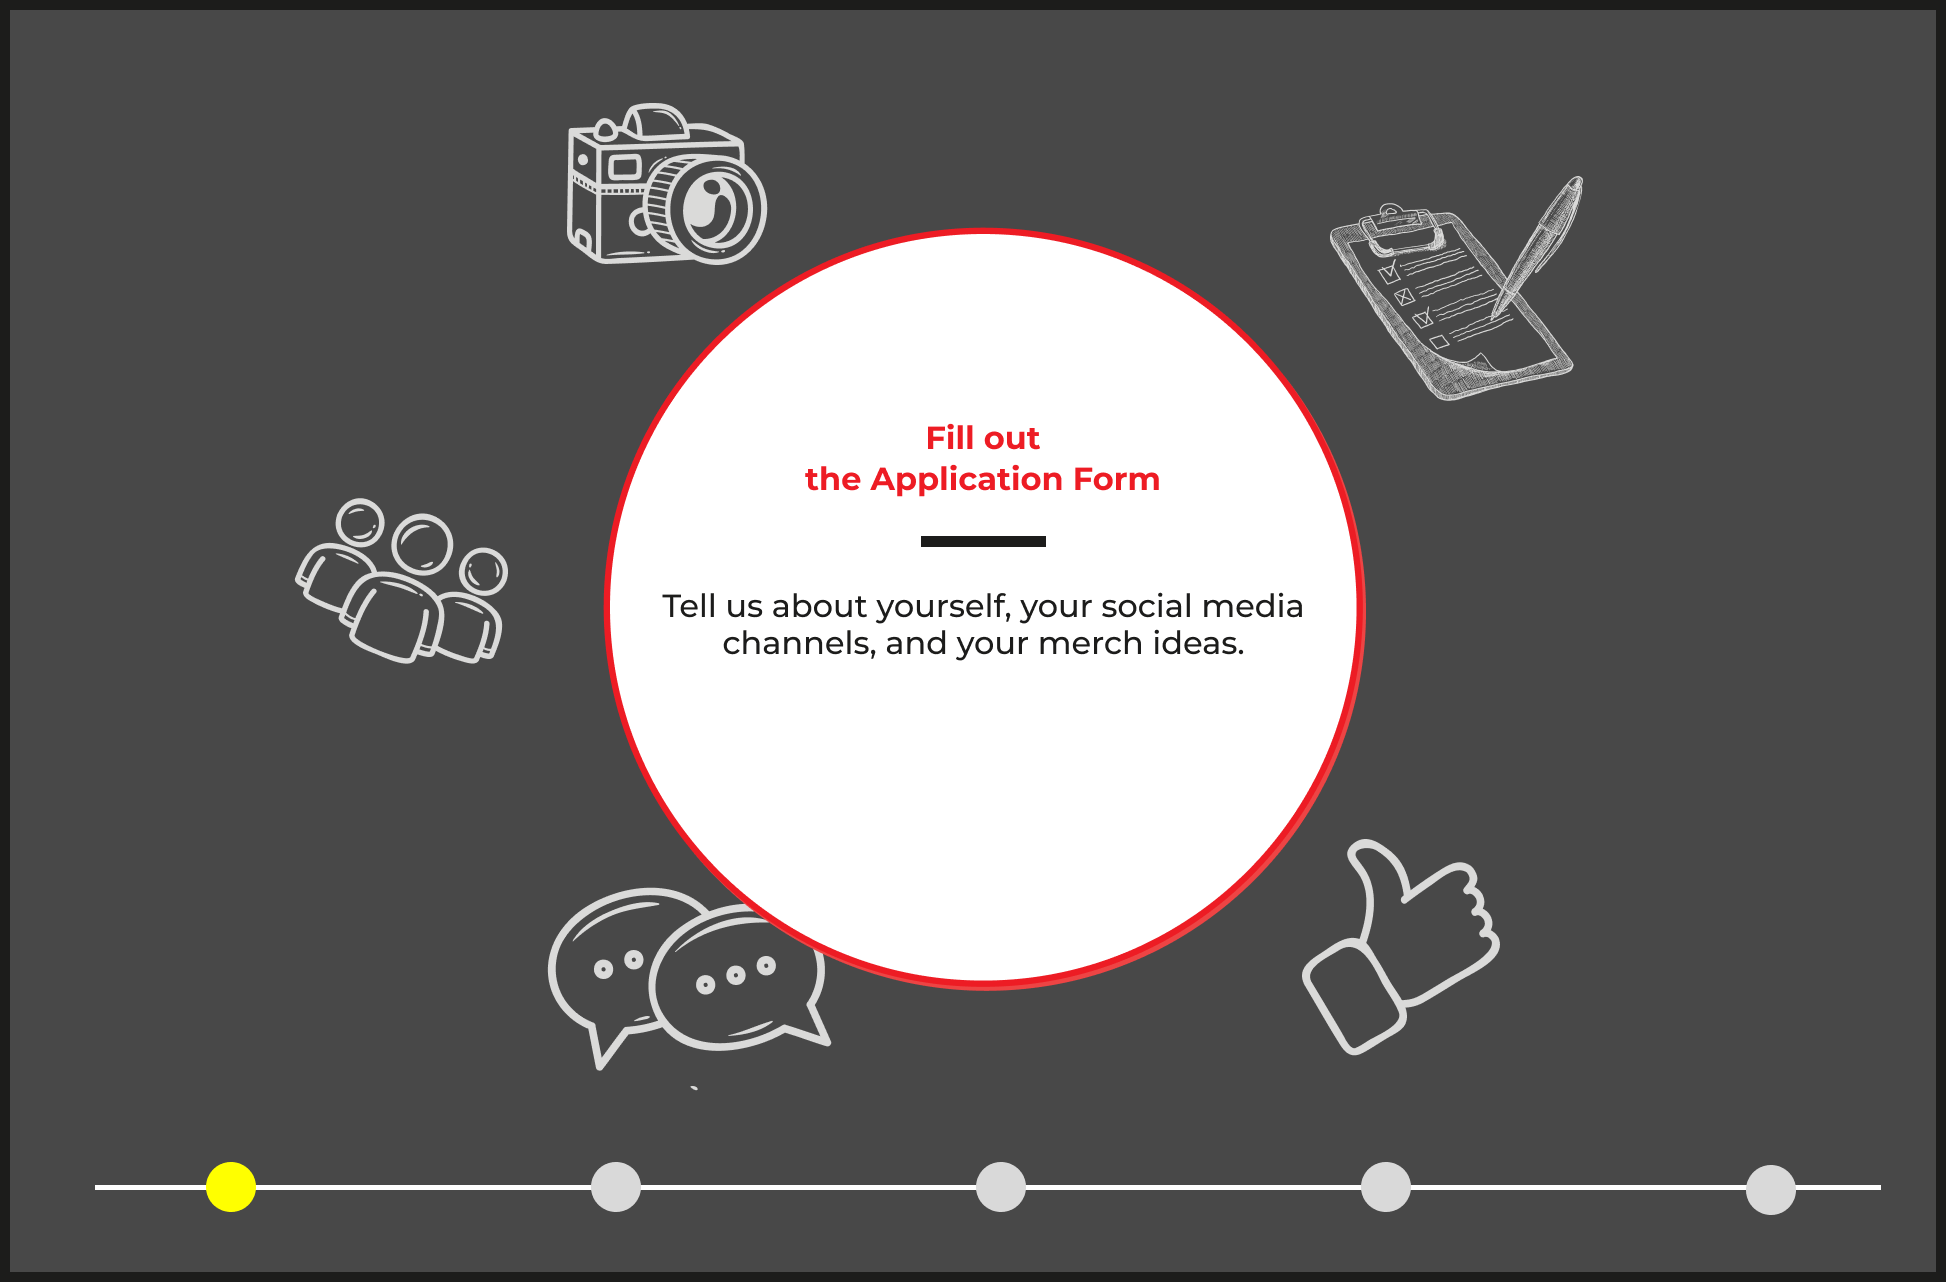 Fill out
the Application Form
Tell us about yourself, your social media
channels, and your merch ideas.